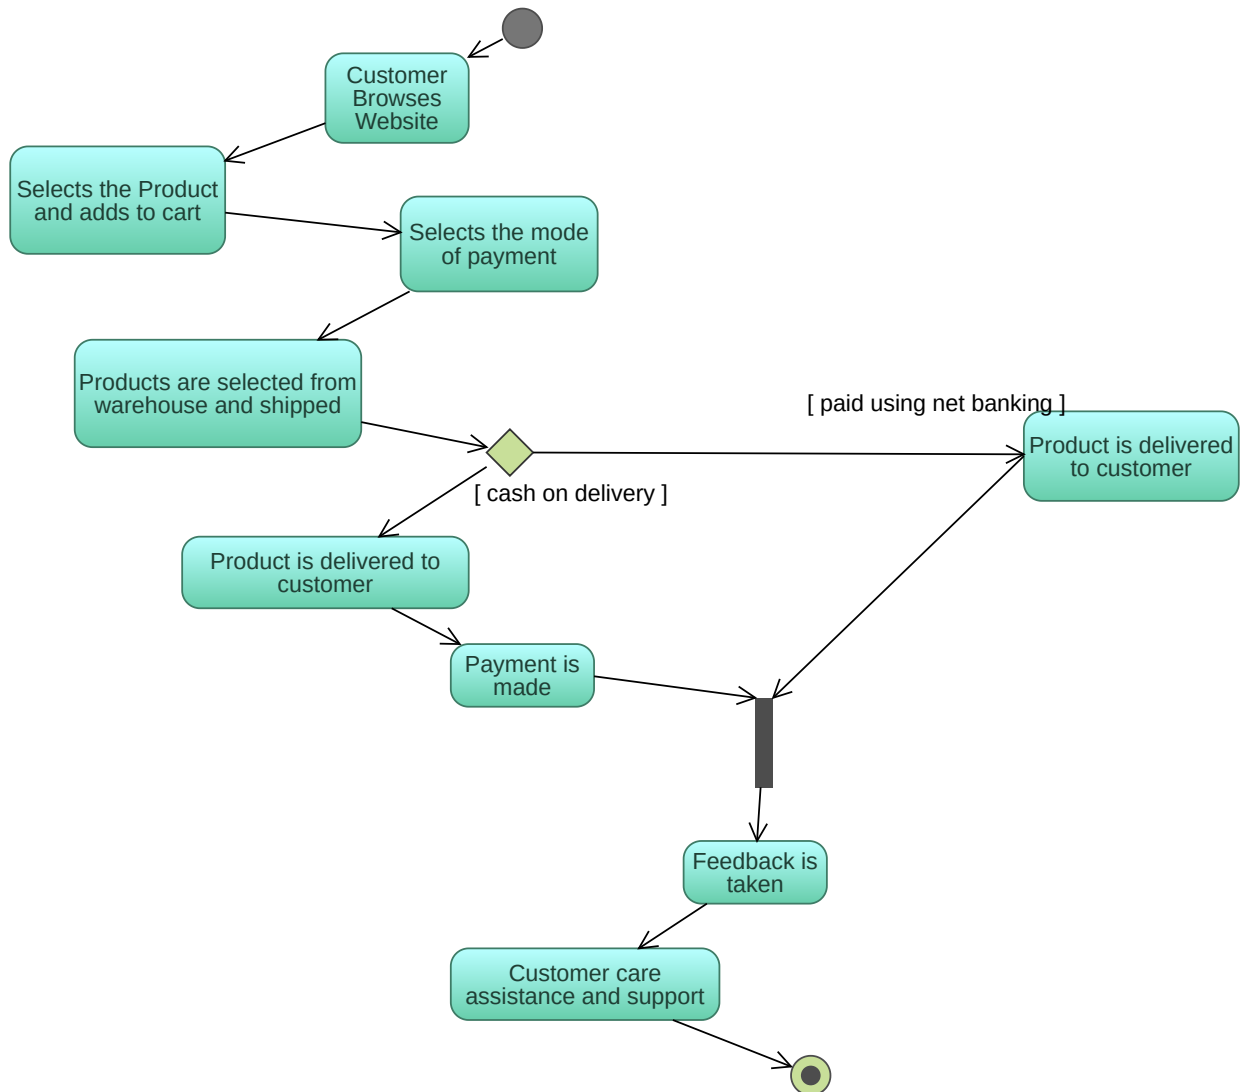 Customer
Browses
Website
Selects the Product
and adds to cart
Selects the mode
of payment
Products are selected from
warehouse and shipped
[ paid using net banking ]
Product is delivered
to customer
[ cash on delivery ]
Product is delivered to
customer
Payment is
made
Feedback is
taken
Customer care
assistance and support